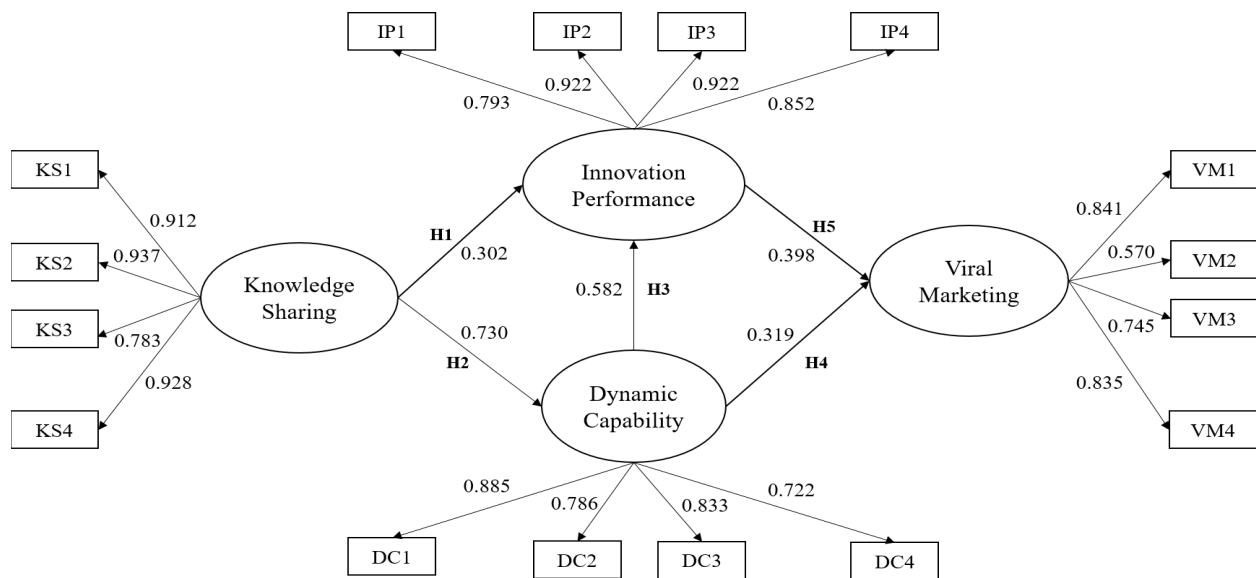 IP1
IP2
IP3
IP4
0.793
0.922
0.922
0.852
KS1
KS2
KS3
KS4
0.912
0.937
0.783
0.928
Knowledge
Sharing
H1
0.302
0.730
H2
Innovation
Performance
0.582
H3
Dynamic
Capability
H5
0.398
0.319
H4
Viral
Marketing
0.841
0.570
0.745
0.835
VM1
VM2
VM3
VM4
0.885
0.786
0.833
0.722
DC1
DC2
DC3
DC4